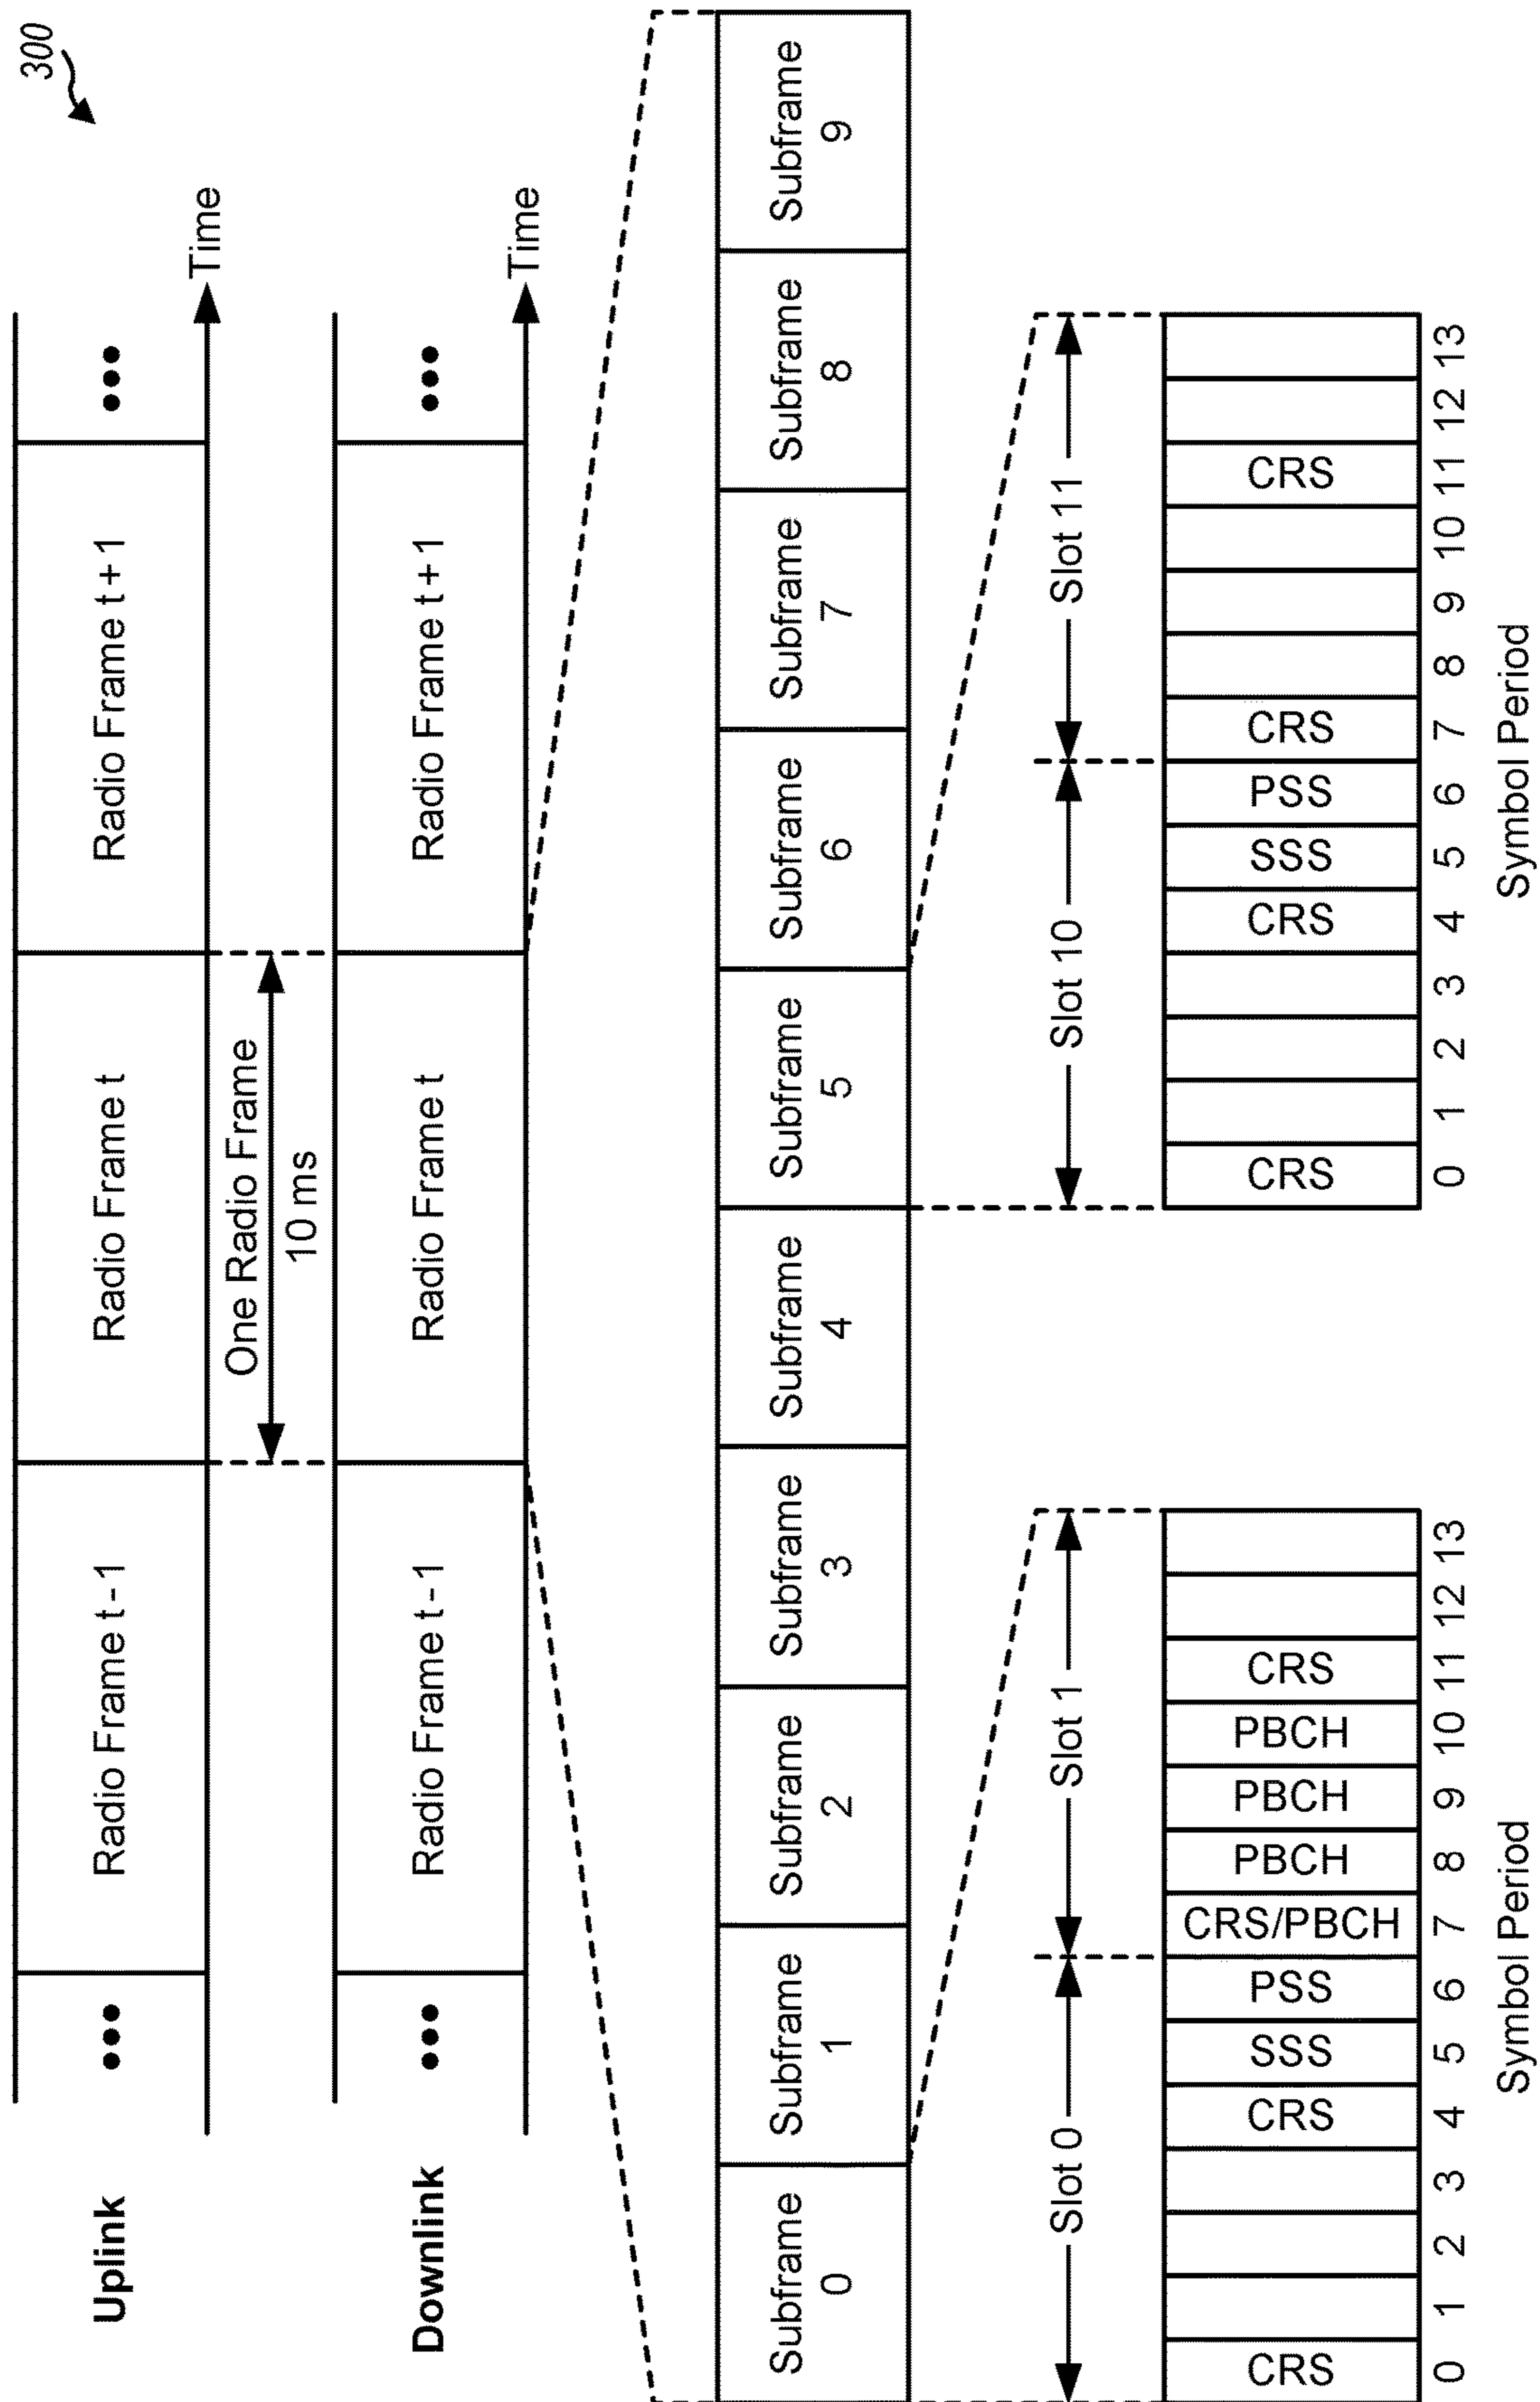 300
Uplink
•••
Radio Frame t-1
Radio Frame t
Radio Frame t+1
•••
Time
One Radio Frame
10 ms
Downlink
•••
Radio Frame t-1
Radio Frame t
Radio Frame t+1
•••
Time
Subframe
0
Subframe
1
Subframe
2
Subframe
3
Subframe
4
Subframe
5
Subframe
6
Subframe
7
Subframe
8
Subframe
9
Slot 0
Slot 1
CRS
CRS
SSS
PSS
CRS/PBCH
PBCH
PBCH
PBCH
CRS
0 1 2 3 4 5 6 7 8 9 10 11 12 13
Symbol Period
Slot 10
Slot 11
CRS
CRS
SSS
PSS
CRS
CRS
0 1 2 3 4 5 6 7 8 9 10 11 12 13
Symbol Period